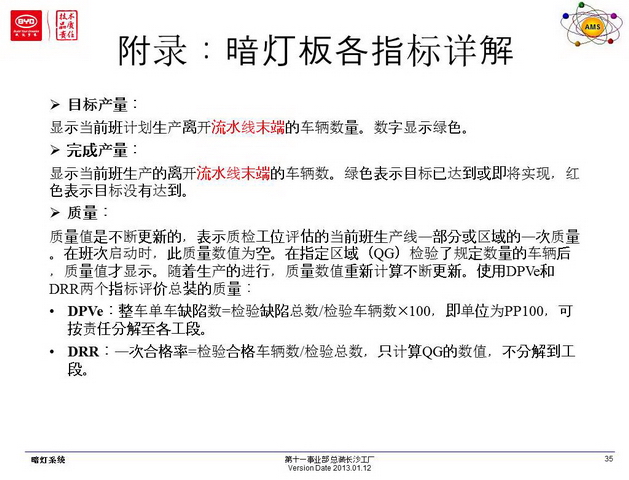 BYD
技术
品质
责任
AMS
附录：暗灯板各指标详解
➢ 目标产量：
显示当前班计划生产离开流水线末端的车辆数量。数字显示绿色。
➢ 完成产量：
显示当前班生产的离开流水线末端的车辆数。绿色表示目标已达到或即将实现，红
色表示目标没有达到。
➢ 质量：
质量值是不断更新的，表示质检工位评估的当前班生产线一部分或区域的一次质量
。在班次启动时，此质量数值为空。在指定区域（QG）检验了规定数量的车辆后
，质量值才显示。随着生产的进行，质量数值重新计算不断更新。使用DPVe和
DRR两个指标评价总装的质量：
• DPVe：整车单车缺陷数=检验缺陷总数/检验车辆数×100，即单位为PP100，可
按责任分解至各工段。
• DRR：一次合格率=检验合格车辆数/检验总数，只计算QG的数值，不分解到工
段。
暗灯系统
第十一事业部总装长沙工厂
Version Date 2013.01.12
35